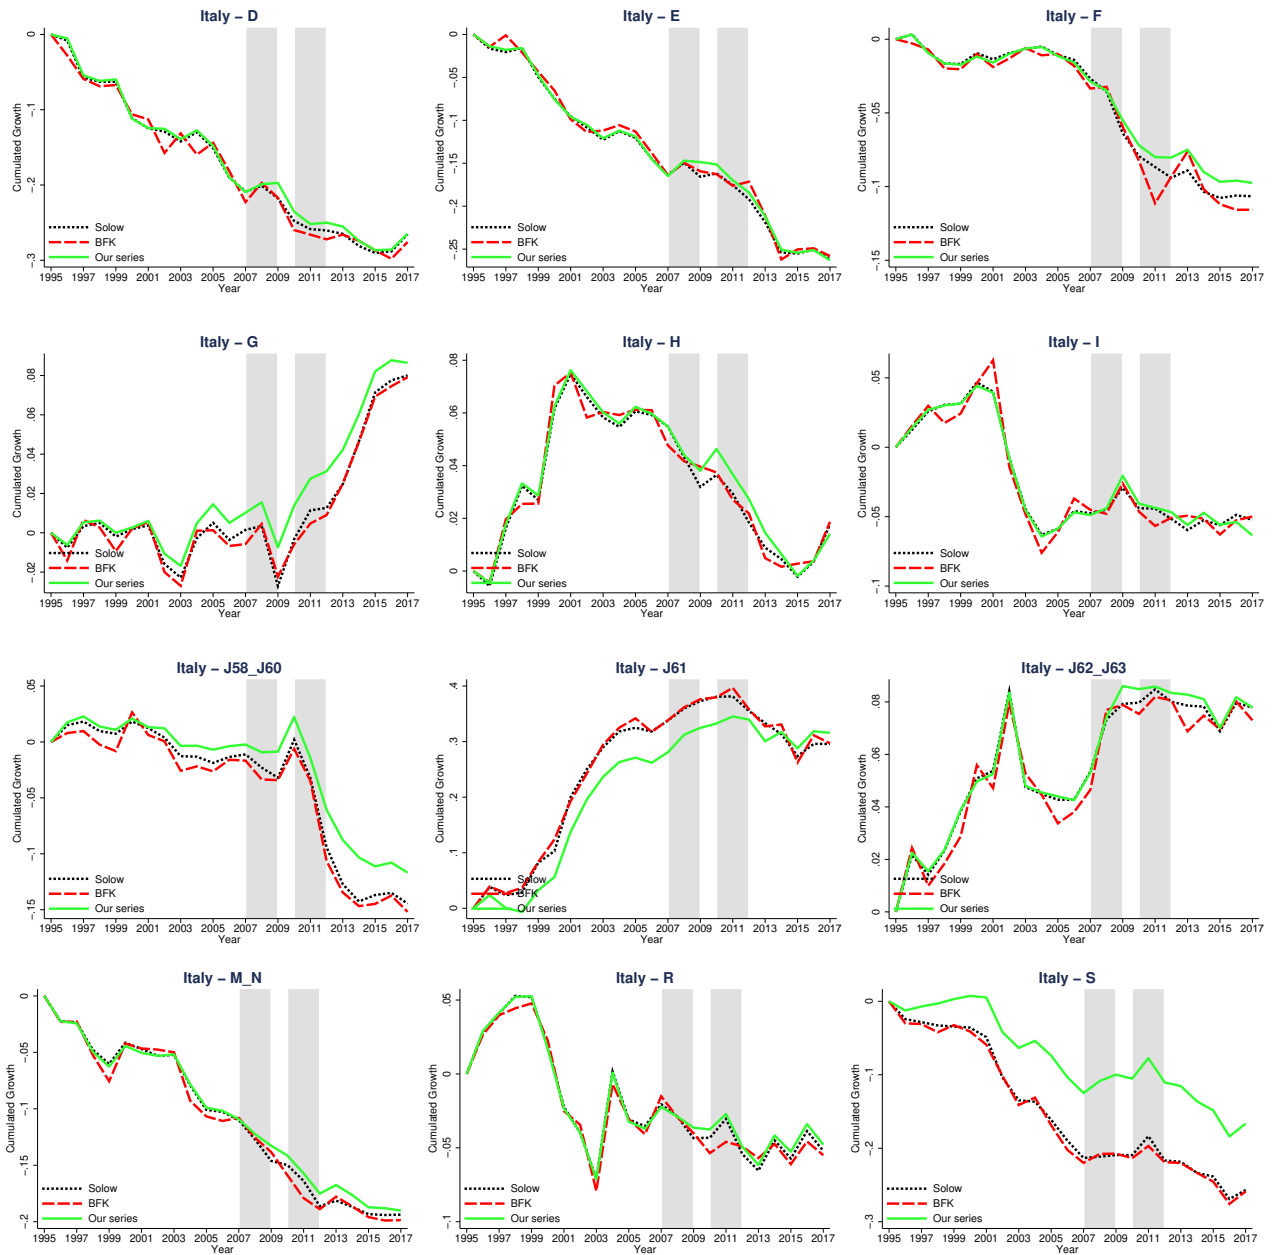 Italy – D
Cumulated Growth
0
-.1
-.2
-.3
Solow
BFK
Our series
1995 1997 1999 2001 2003 2005 2007 2009 2011 2013 2015 2017
Year
Italy – E
Cumulated Growth
0
-.05
-.1
-.15
-.2
-.25
Solow
BFK
Our series
1995 1997 1999 2001 2003 2005 2007 2009 2011 2013 2015 2017
Year
Italy – F
Cumulated Growth
0
-.05
-.1
-.15
Solow
BFK
Our series
1995 1997 1999 2001 2003 2005 2007 2009 2011 2013 2015 2017
Year
Italy – G
Cumulated Growth
.08
.06
.04
.02
0
-.02
Solow
BFK
Our series
1995 1997 1999 2001 2003 2005 2007 2009 2011 2013 2015 2017
Year
Italy – H
Cumulated Growth
.08
.06
.04
.02
0
Solow
BFK
Our series
1995 1997 1999 2001 2003 2005 2007 2009 2011 2013 2015 2017
Year
Italy – I
Cumulated Growth
.05
0
-.05
-.1
Solow
BFK
Our series
1995 1997 1999 2001 2003 2005 2007 2009 2011 2013 2015 2017
Year
Italy – J58_J60
Cumulated Growth
.05
0
-.05
-.1
-.15
Solow
BFK
Our series
1995 1997 1999 2001 2003 2005 2007 2009 2011 2013 2015 2017
Year
Italy – J61
Cumulated Growth
.4
.3
.2
.1
0
Solow
BFK
Our series
1995 1997 1999 2001 2003 2005 2007 2009 2011 2013 2015 2017
Year
Italy – J62_J63
Cumulated Growth
.08
.06
.04
.02
0
Solow
BFK
Our series
1995 1997 1999 2001 2003 2005 2007 2009 2011 2013 2015 2017
Year
Italy – M_N
Cumulated Growth
0
-.05
-.1
-.15
-.2
Solow
BFK
Our series
1995 1997 1999 2001 2003 2005 2007 2009 2011 2013 2015 2017
Year
Italy – R
Cumulated Growth
.05
0
-.05
-.1
Solow
BFK
Our series
1995 1997 1999 2001 2003 2005 2007 2009 2011 2013 2015 2017
Year
Italy – S
Cumulated Growth
0
-.1
-.2
-.3
Solow
BFK
Our series
1995 1997 1999 2001 2003 2005 2007 2009 2011 2013 2015 2017
Year